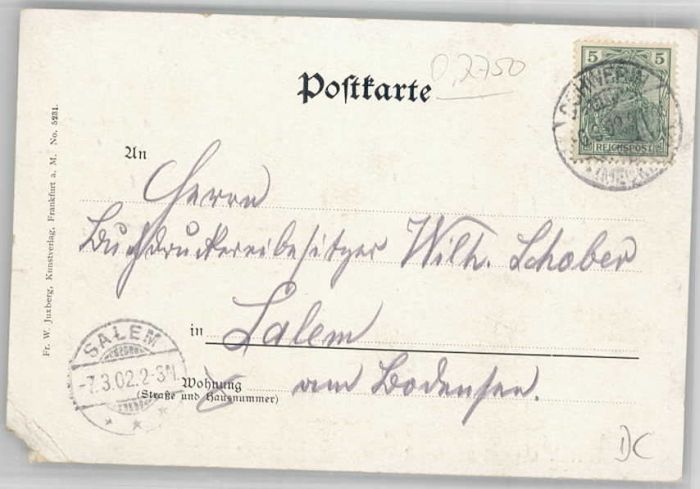 0,2750
5 5
REICHSPOST
SCHWERIN
Poſtkarte
An
Herrn
Buchdruckereibesitzer Wilh. Schober
in Salem
am Bodensee.
Wohnung
(Straße und Hausnummer)
SALEM
-7.3.02.2-3N.
Fr. W. Juxberg, Kunstverlag, Frankfurt a. M. No. 5231.
DC